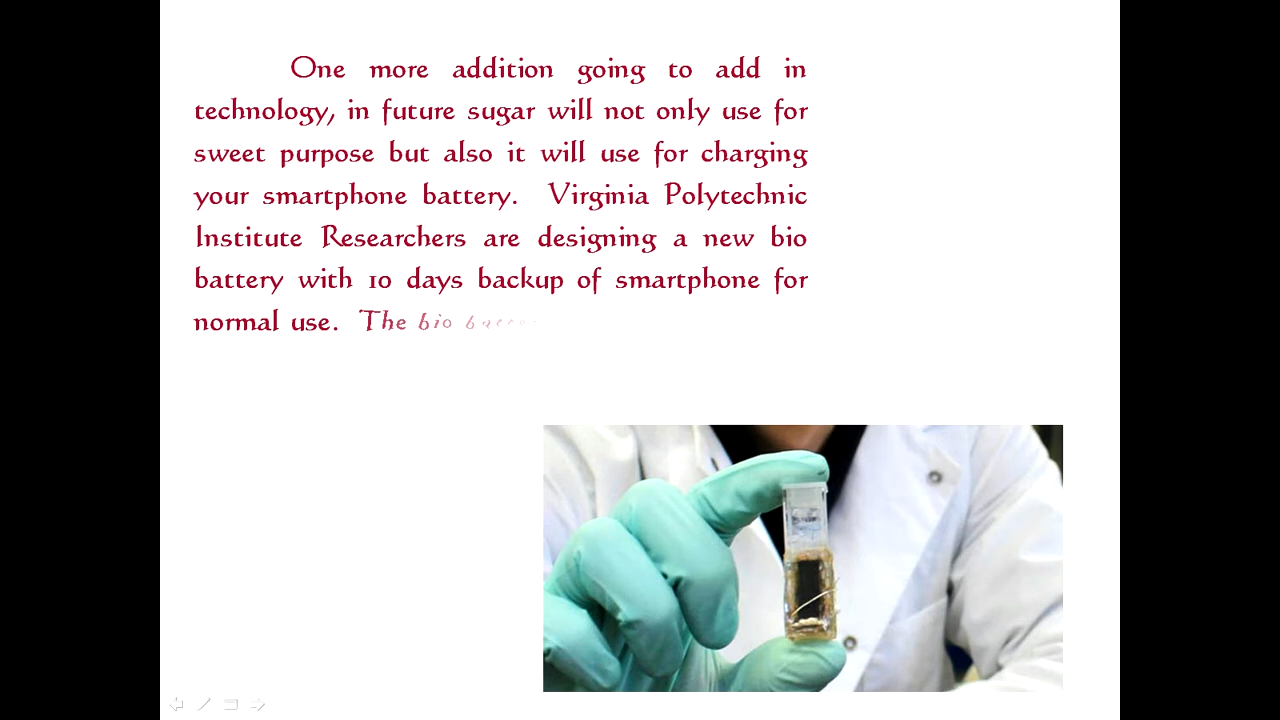 One more addition going to add in
technology, in future sugar will not only use for
sweet purpose but also it will use for charging
your smartphone battery. Virginia Polytechnic
Institute Researchers are designing a new bio
battery with 10 days backup of smartphone for
normal use. The bio